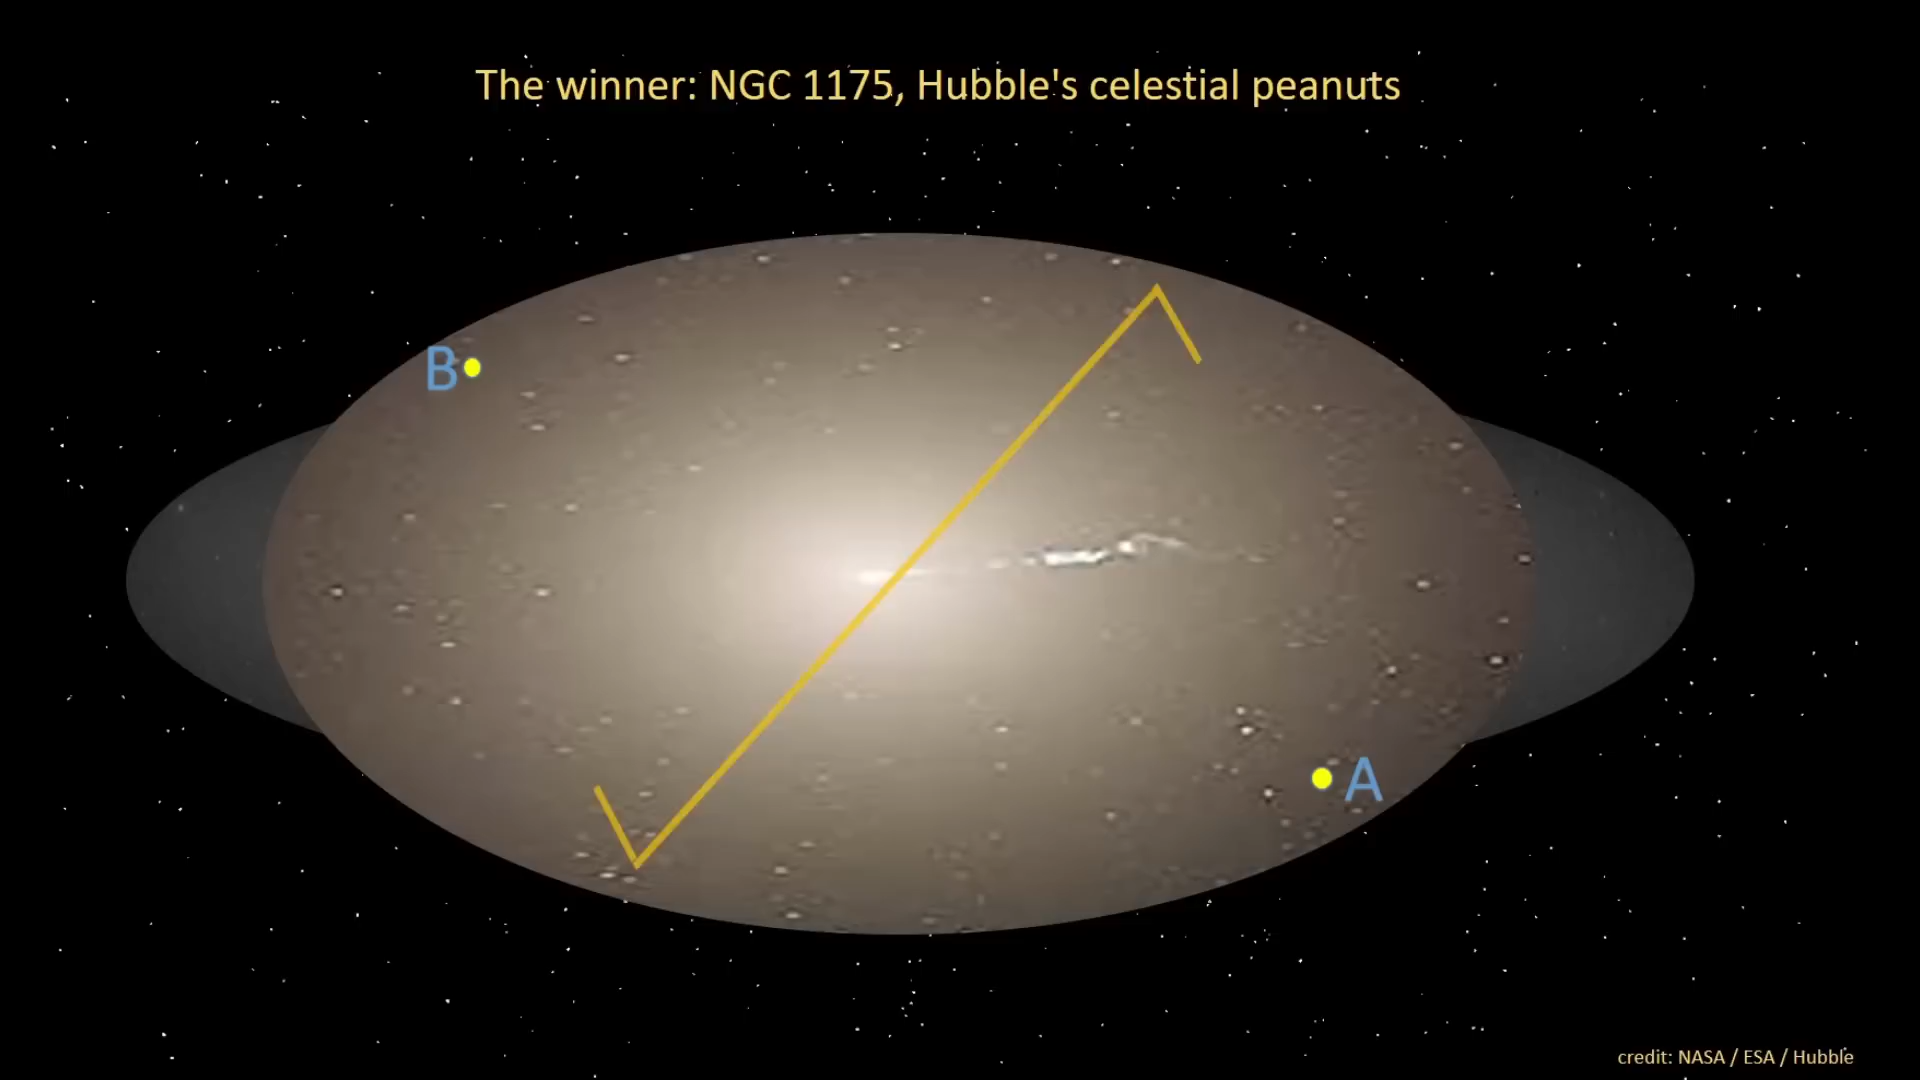 The winner: NGC 1175, Hubble's celestial peanuts
B
A
credit: NASA / ESA / Hubble